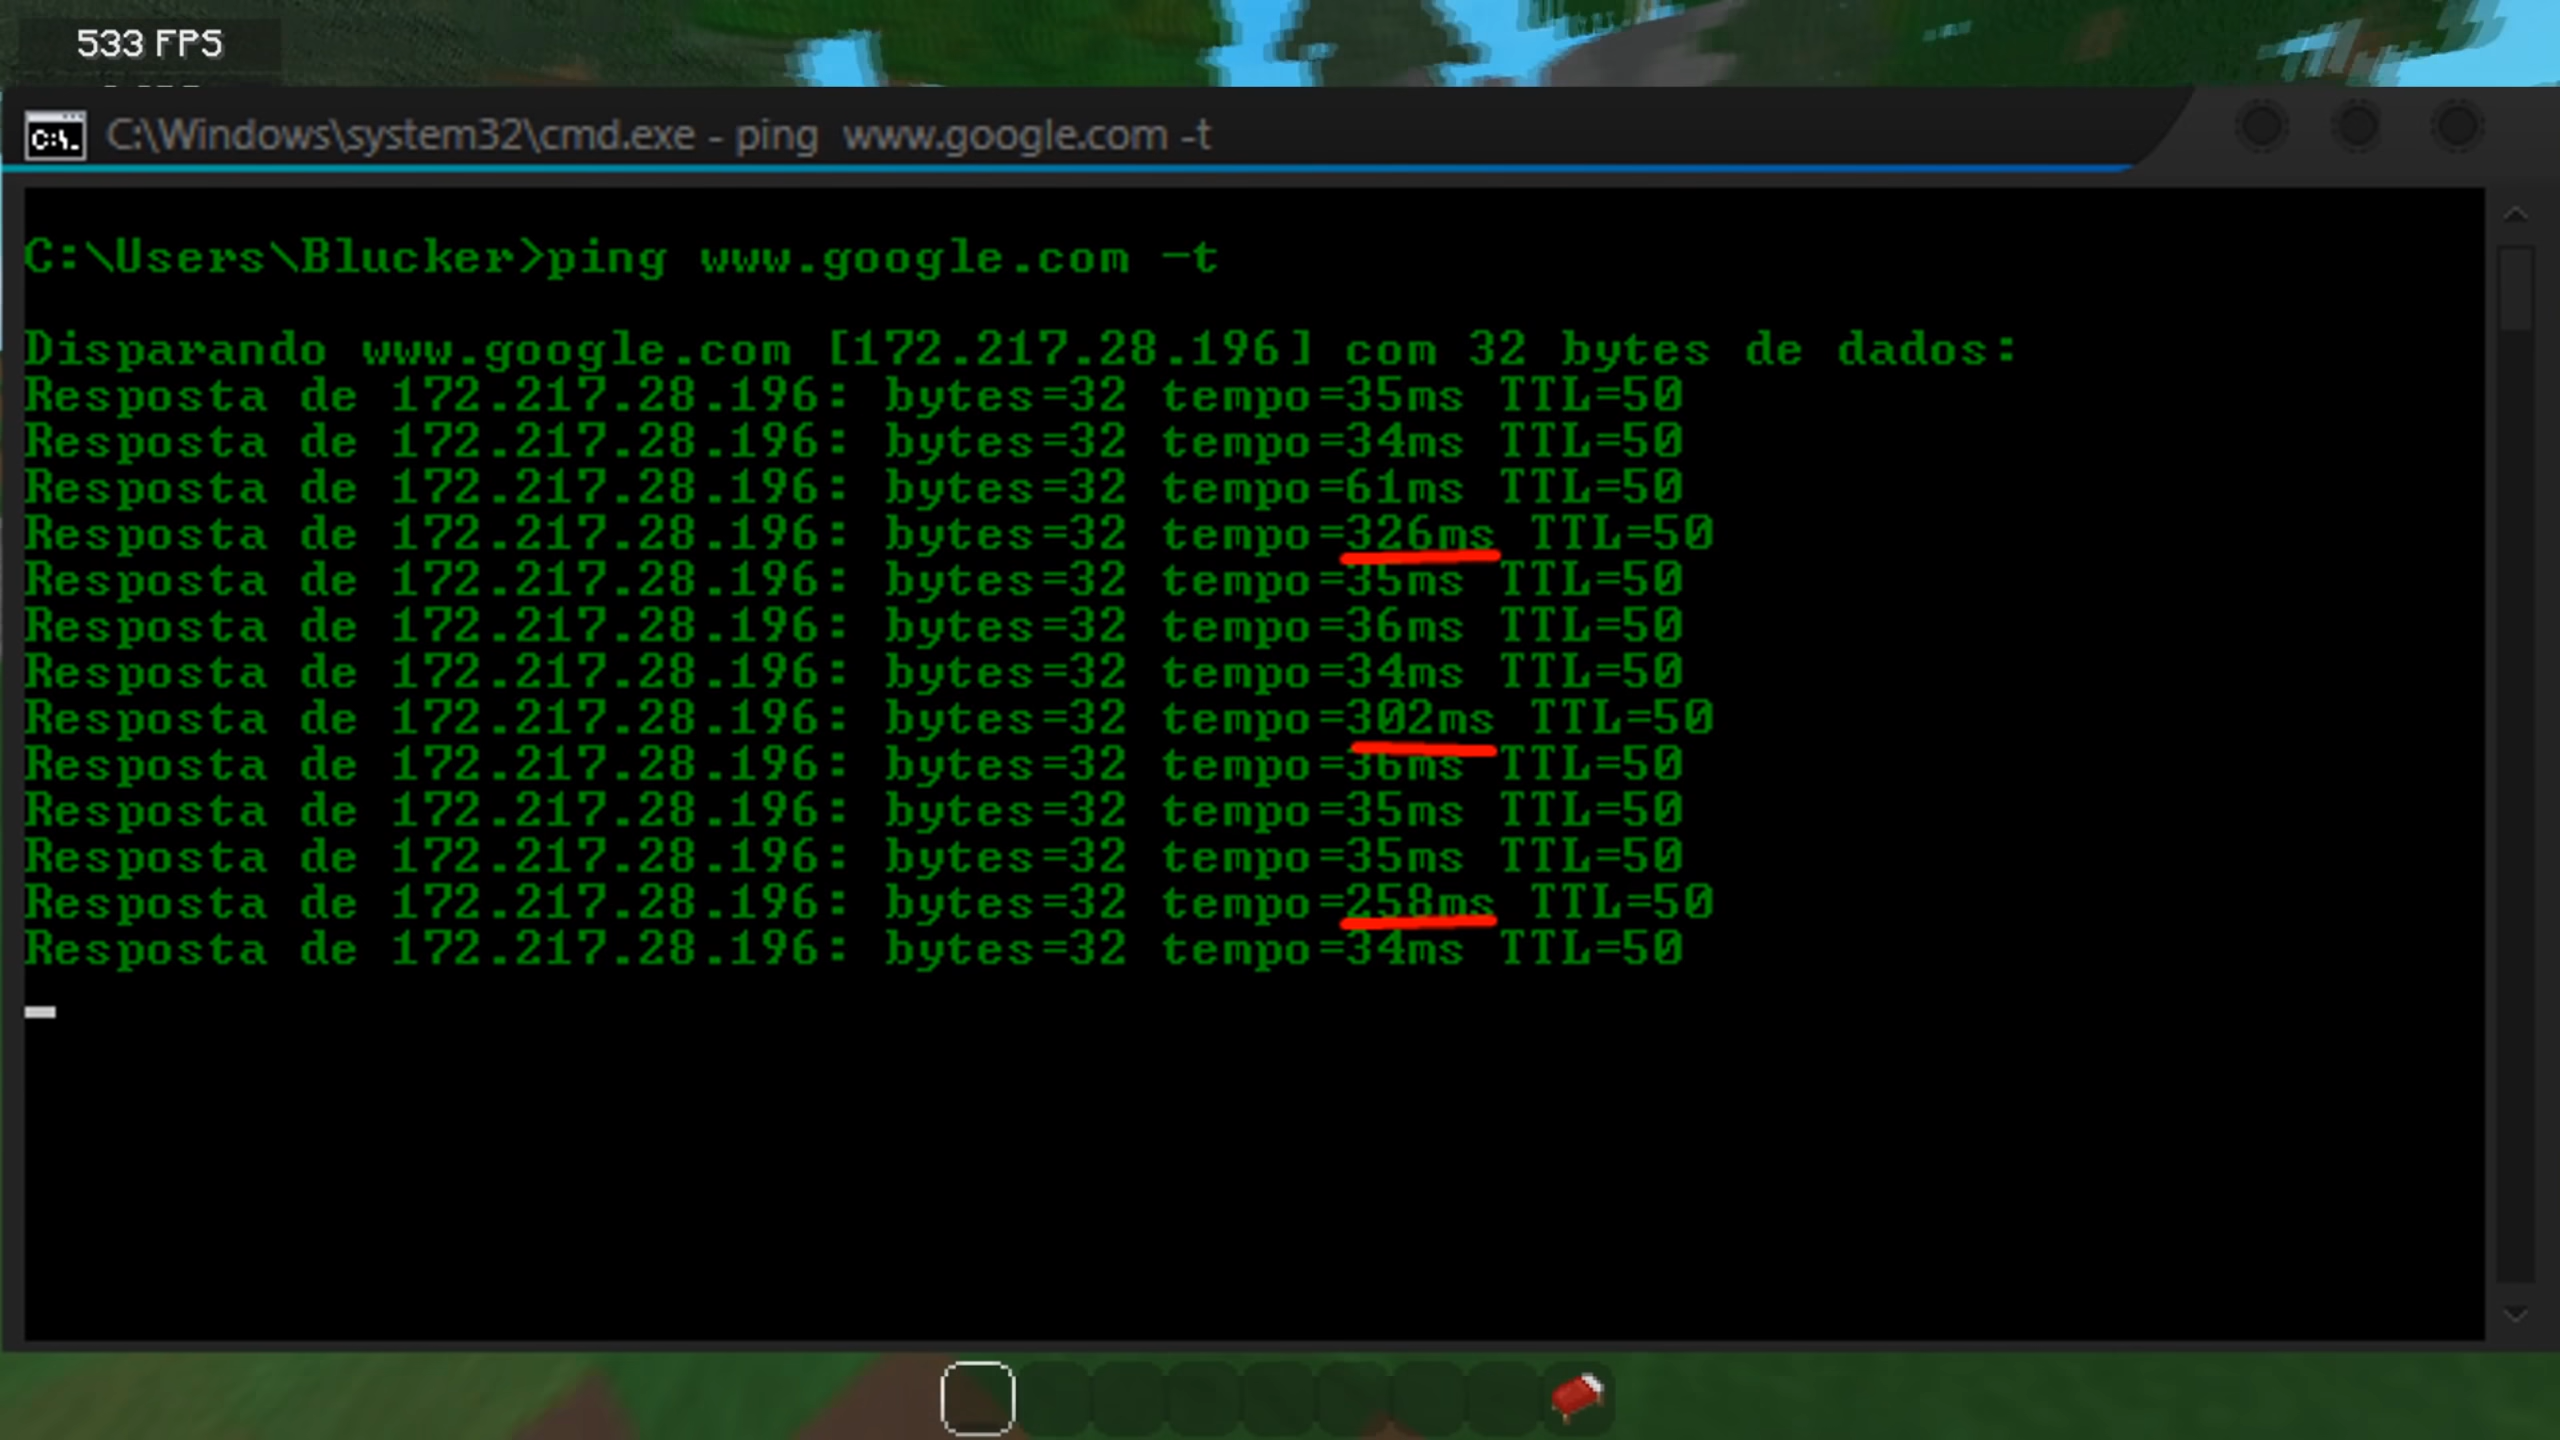 533 FPS
C:\Windows\system32\cmd.exe - ping  www.google.com -t
C:\Users\Blucker>ping www.google.com -t
Disparando www.google.com [172.217.28.196] com 32 bytes de dados:
Resposta de 172.217.28.196: bytes=32 tempo=35ms TTL=50
Resposta de 172.217.28.196: bytes=32 tempo=34ms TTL=50
Resposta de 172.217.28.196: bytes=32 tempo=61ms TTL=50
Resposta de 172.217.28.196: bytes=32 tempo=326ms TTL=50
Resposta de 172.217.28.196: bytes=32 tempo=35ms TTL=50
Resposta de 172.217.28.196: bytes=32 tempo=36ms TTL=50
Resposta de 172.217.28.196: bytes=32 tempo=34ms TTL=50
Resposta de 172.217.28.196: bytes=32 tempo=302ms TTL=50
Resposta de 172.217.28.196: bytes=32 tempo=36ms TTL=50
Resposta de 172.217.28.196: bytes=32 tempo=35ms TTL=50
Resposta de 172.217.28.196: bytes=32 tempo=35ms TTL=50
Resposta de 172.217.28.196: bytes=32 tempo=258ms TTL=50
Resposta de 172.217.28.196: bytes=32 tempo=34ms TTL=50